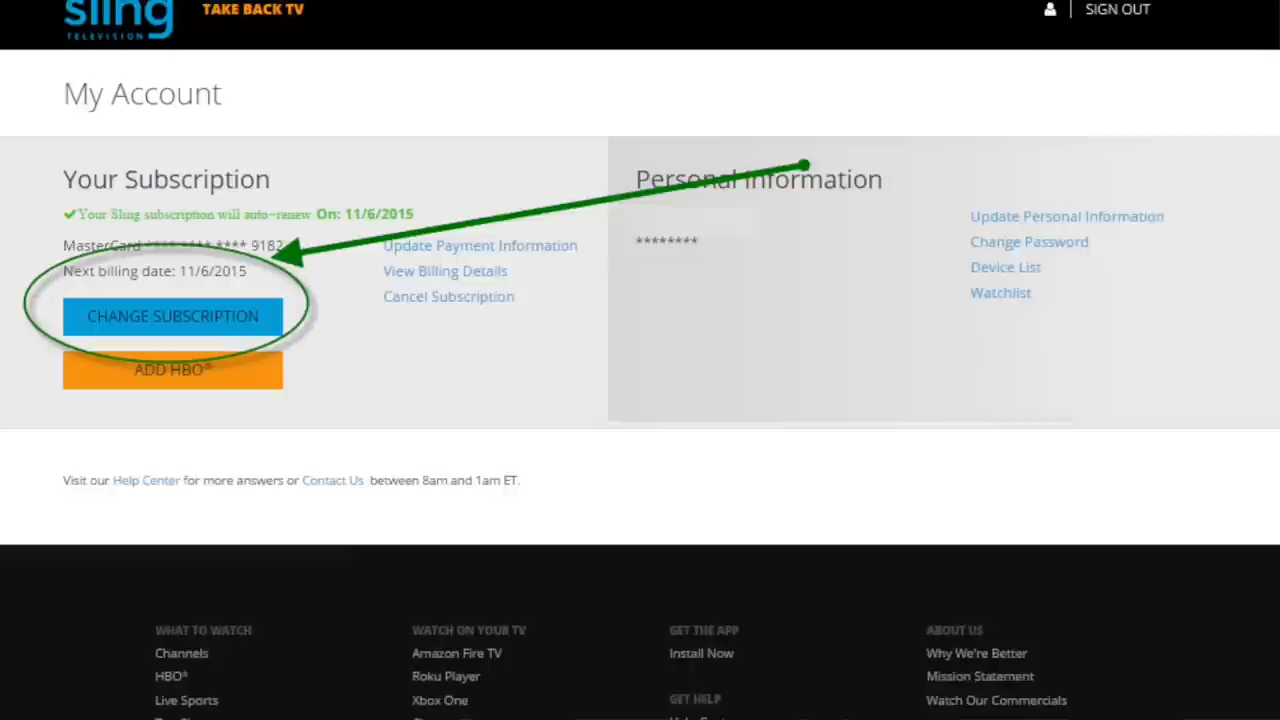 sling
TELEVISION
TAKE BACK TV
SIGN OUT
My Account
Your Subscription
Your Sling subscription will auto-renew On: 11/6/2015
MasterCard **** **** **** 9182
Next billing date: 11/6/2015
CHANGE SUBSCRIPTION
ADD HBO®
Update Payment Information
View Billing Details
Cancel Subscription
Personal Information
********
Update Personal Information
Change Password
Device List
Watchlist
Visit our Help Center for more answers or Contact Us between 8am and 1am ET.
WHAT TO WATCH
Channels
HBO®
Live Sports
WATCH ON YOUR TV
Amazon Fire TV
Roku Player
Xbox One
GET THE APP
Install Now
GET HELP
ABOUT US
Why We're Better
Mission Statement
Watch Our Commercials